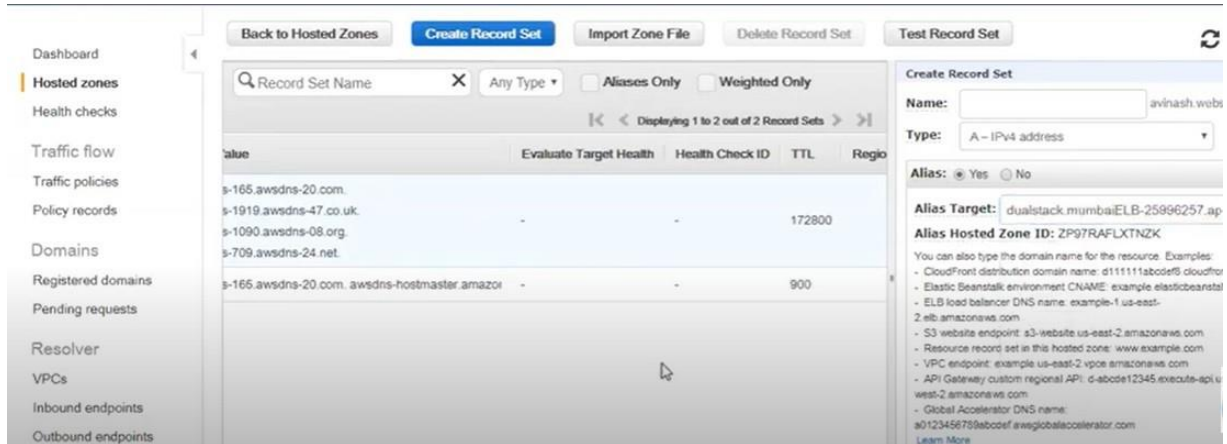 Back to Hosted Zones Create Record Set Import Zone File Delete Record Set Test Record Set
Dashboard
Hosted zones
Health checks
Traffic flow
Traffic policies
Policy records
Domains
Registered domains
Pending requests
Resolver
VPCs
Inbound endpoints
Outbound endpoints
Record Set Name X Any Type Aliases Only Weighted Only
Displaying 1 to 2 out of 2 Record Sets
alue Evaluate Target Health Health Check ID TTL Regio
s-165.awsdns-20.com.
s-1919.awsdns-47.co.uk.
s-1090.awsdns-08.org.
s-709.awsdns-24.net.
- - 172800
s-165.awsdns-20.com. awsdns-hostmaster.amazo - - 900
Create Record Set
Name: avinash.webs
Type: A – IPv4 address
Alias: Yes No
Alias Target: dualstack.mumbaiELB-25996257.ap
Alias Hosted Zone ID: ZP97RAFLXTNZK
You can also type the domain name for the resource. Examples:
- CloudFront distribution domain name: d111111abcdef8.cloudfro
- Elastic Beanstalk environment CNAME: example.elasticbeanstal
- ELB load balancer DNS name: example-1.us-east-
2.elb.amazonaws.com
- S3 website endpoint: s3-website.us-east-2.amazonaws.com
- Resource record set in this hosted zone: www.example.com
- VPC endpoint: example.us-east-2.vpce.amazonaws.com
- API Gateway custom regional API: d-abcde12345.execute-api.u
west-2.amazonaws.com
- Global Accelerator DNS name:
a0123456789abcdef.awsglobalaccelerator.com
Learn More